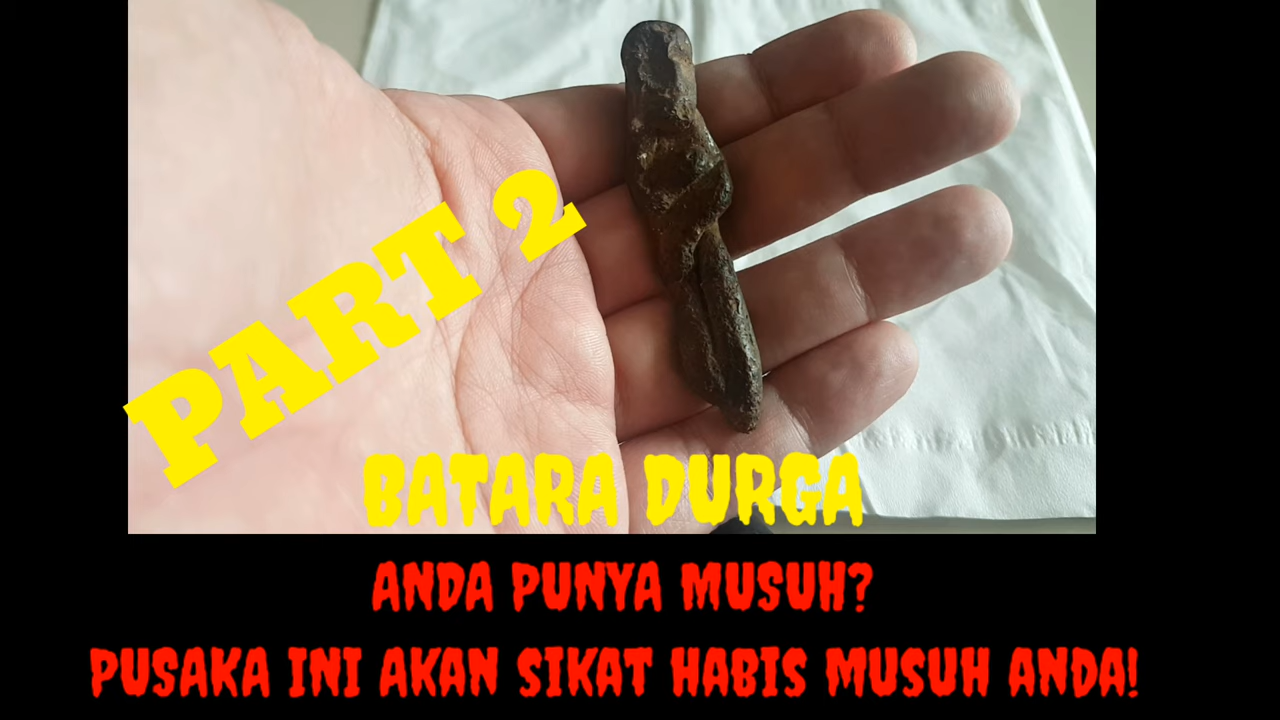 PART 2
BATARA DURGA
ANDA PUNYA MUSUH?
PUSAKA INI AKAN SIKAT HABIS MUSUH ANDA!